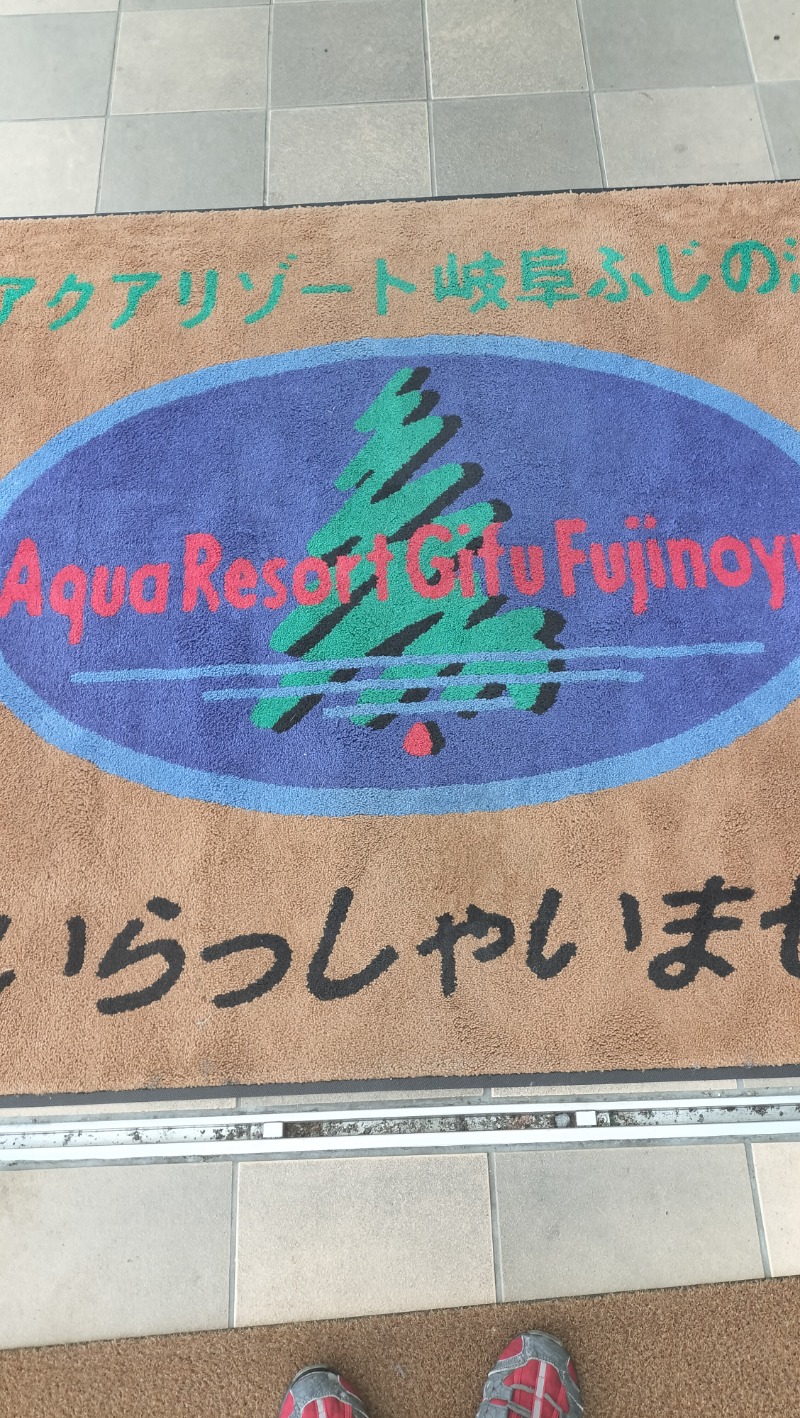 アクアリゾート岐阜ふじの
Aqua Resort Gifu Fujinoy
いらっしゃいませ